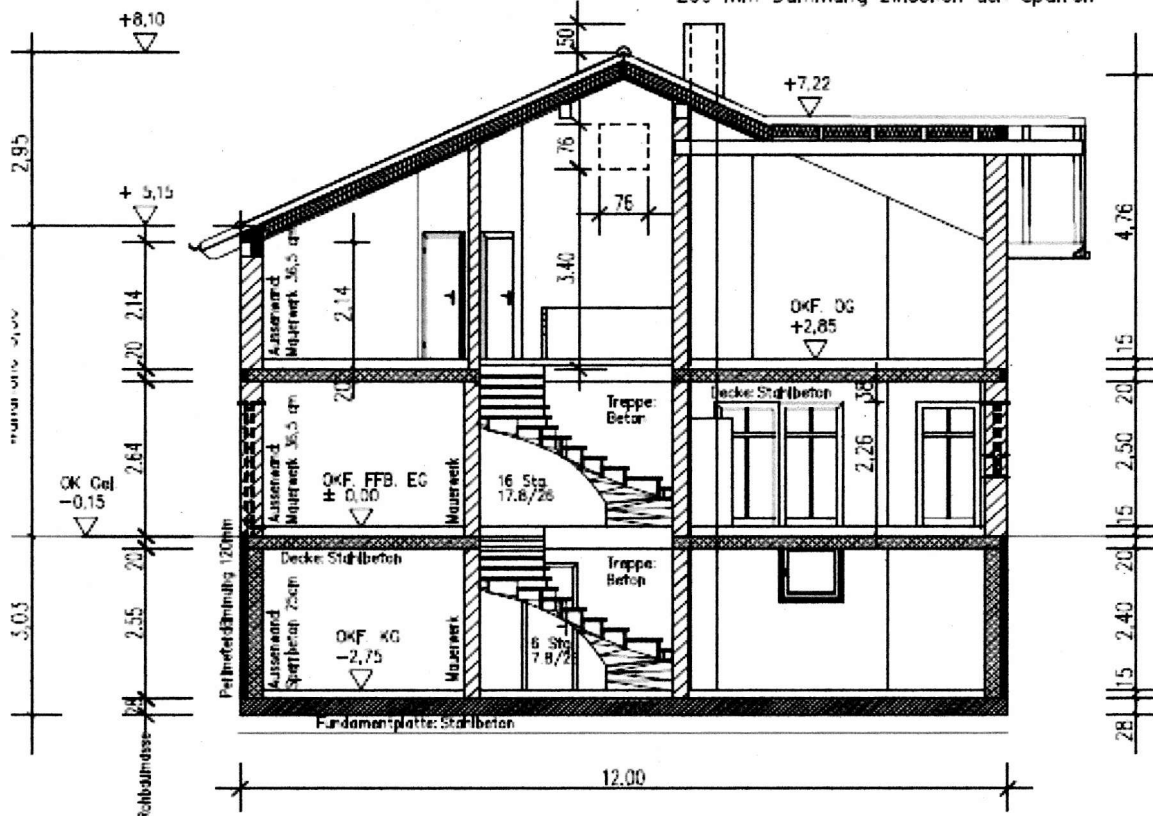 +8,10
50
+7,22
2,95
76
+ 5,15
76
4,76
3.40
Aussenwand:
Mauerwerk 36,5 cm
2,14
2,14
OKF. OG
+2,85
15
20
20
Decke: Stahlbeton
38
20
Treppe:
Beton
Aussenwand:
Mauerwerk 36,5 cm
2.64
2,26
2,50
OK Gel.
-0,15
OKF. FFB. EG
± 0,00
Mauerwerk
16 Stg.
17.8/26
15
20
Decke: Stahlbeton
Treppe:
Beton
20
Perimeterdämmung 120mm
3,03
2.55
Aussenwand:
Sperrbeton 25cm
OKF. KG
-2,75
Mauerwerk
6 Stg.
7.8/26
2.40
15
28
28
Fundamentplatte: Stahlbeton
Rohbaumasse
12.00